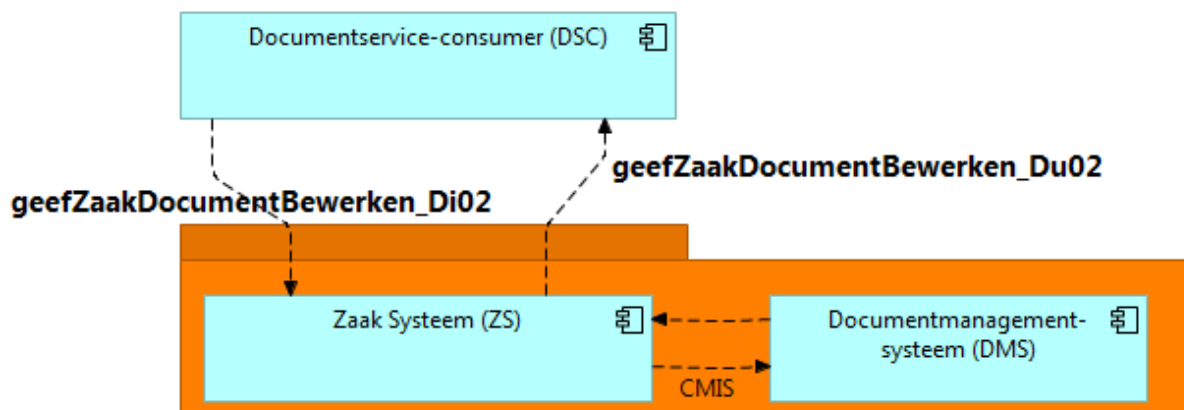 Documentservice-consumer (DSC)
geefZaakDocumentBewerken_Du02
geefZaakDocumentBewerken_Di02
Zaak Systeem (ZS)
Documentmanagement-
systeem (DMS)
CMIS